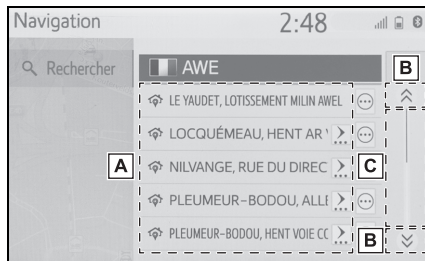 Navigation 2:48
Rechercher
AWE
B
LE YAUDET, LOTISSEMENT MILIN AWEL
LOCQUÉMEAU, HENT AR
A
NILVANGE, RUE DU DIREC
C
PLEUMEUR-BODOU, ALLE
PLEUMEUR-BODOU, HENT VOIE CC
B